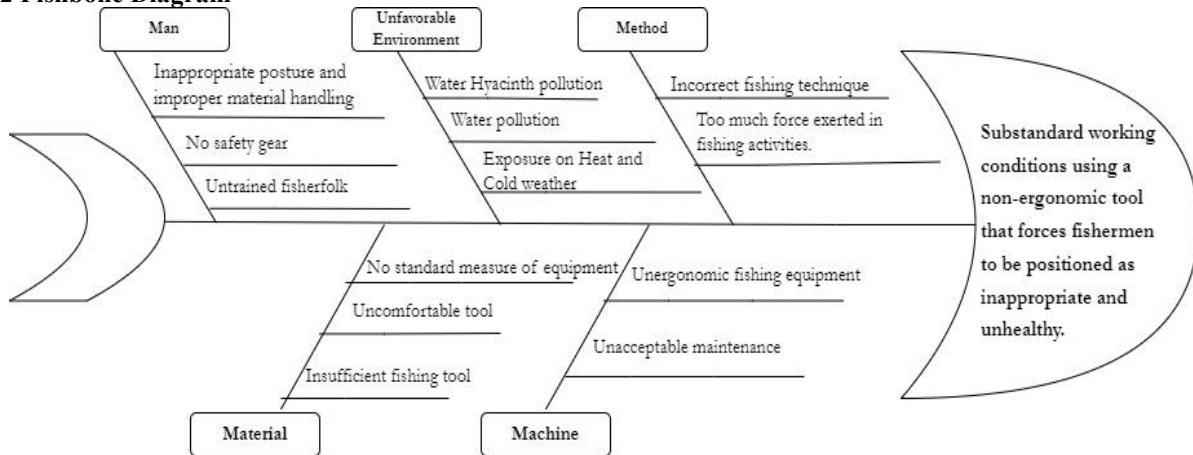 Fishbone Diagram
Man
Unfavorable
Environment
Method
Inappropriate posture and
improper material handling
No safety gear
Untrained fisherfolk
Water Hyacinth pollution
Water pollution
Exposure on Heat and
Cold weather
Incorrect fishing technique
Too much force exerted in
fishing activities.
Substandard working
conditions using a
non-ergonomic tool
that forces fishermen
to be positioned as
inappropriate and
unhealthy.
No standard measure of equipment
Uncomfortable tool
Insufficient fishing tool
Unergonomic fishing equipment
Unacceptable maintenance
Material
Machine